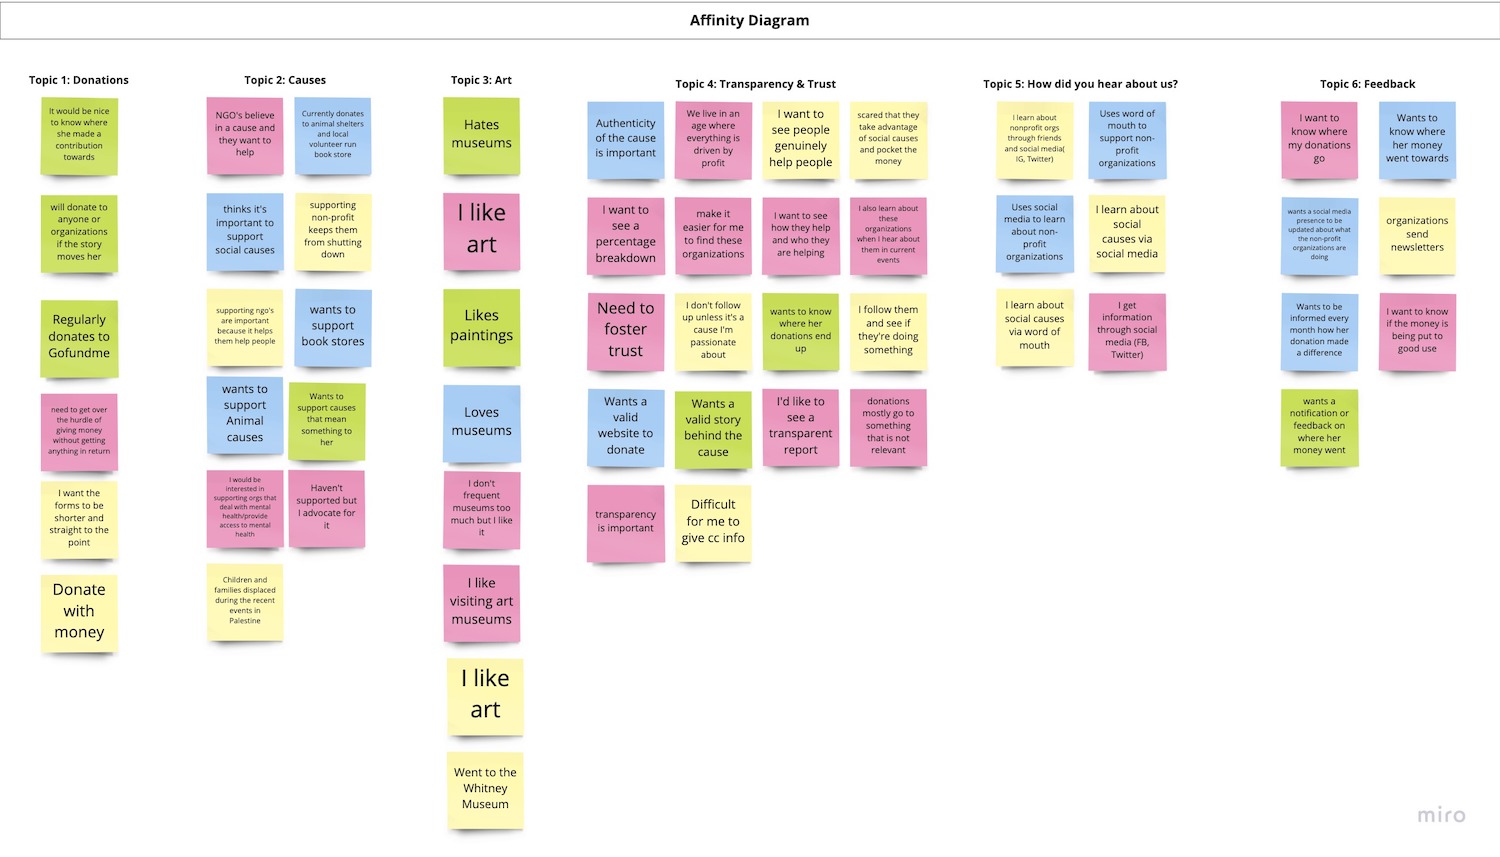 Affinity Diagram
Topic 1: Donations
It would be nice
to know where
she made a
contribution
towards
will donate to
anyone or
organizations
if the story
moves her
Regularly
donates to
Gofundme
need to get over
the hurdle of
giving money
without getting
anything in return
I want the
forms to be
shorter and
straight to the
point
Donate
with
money
Topic 2: Causes
NGO's believe
in a cause and
they want to
help
Currently donates
to animal shelters
and local
volunteer run
book store
thinks it's
important to
support
social causes
supporting
non-profit
keeps them
from shutting
down
supporting ngo's
are important
because it helps
them help people
wants to
support
book stores
wants to
support
Animal
causes
Wants to
support causes
that mean
something to
her
I would be
interested in
supporting orgs that
deal with mental
health/provide
access to mental
health
Haven't
supported but
I advocate for
it
Children and
families displaced
during the recent
events in
Palestine
Topic 3: Art
Hates
museums
I like
art
Likes
paintings
Loves
museums
I don't
frequent
museums too
much but I like
it
I like
visiting art
museums
I like
art
Went to the
Whitney
Museum
Topic 4: Transparency & Trust
Authenticity
of the cause
is important
We live in an
age where
everything is
driven by
profit
I want to
see people
genuinely
help people
scared that they
take advantage
of social causes
and pocket the
money
I want to
see a
percentage
breakdown
make it
easier for me
to find these
organizations
I want to see
how they help
and who they
are helping
I also learn about
these
organizations
when I hear about
them in current
events
Need to
foster
trust
I don't follow
up unless it's a
cause I'm
passionate
about
wants to know
where her
donations end
up
I follow them
and see if
they're doing
something
Wants a
valid
website to
donate
Wants a
valid story
behind the
cause
I'd like to
see a
transparent
report
donations
mostly go to
something
that is not
relevant
transparency
is important
Difficult
for me to
give cc info
Topic 5: How did you hear about us?
I learn about
nonprofit orgs
through friends
and social media(
IG, Twitter)
Uses word of
mouth to
support non-
profit
organizations
Uses social
media to learn
about non-
profit
organizations
I learn about
social
causes via
social media
I learn about
social causes
via word of
mouth
I get
information
through social
media (FB,
Twitter)
Topic 6: Feedback
I want to
know where
my donations
go
Wants to
know where
her money
went towards
wants a social media
presence to be
updated about what
the non-profit
organizations are
doing
organizations
send
newsletters
Wants to be
informed every
month how her
donation made
a difference
I want to know
if the money is
being put to
good use
wants a
notification or
feedback on
where her
money went
miro